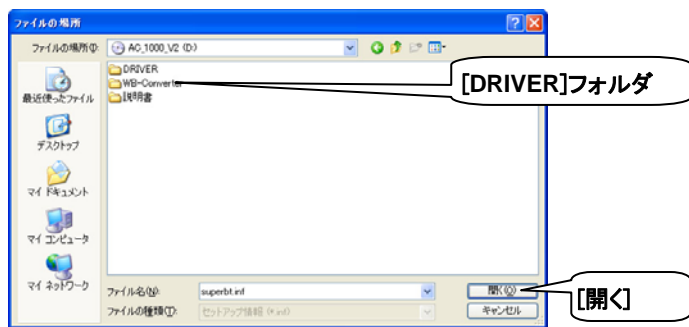 ファイルの場所
ファイルの場所(I):
AC_1000_V2 (D:)
DRIVER
WB-Converter
説明書
[DRIVER]フォルダ
最近使ったファイル
デスクトップ
マイ ドキュメント
マイ コンピュータ
マイ ネットワーク
ファイル名(N):
superbt.inf
開く(O)
[開く]
ファイルの種類(T):
セットアップ情報 (*.inf)
キャンセル